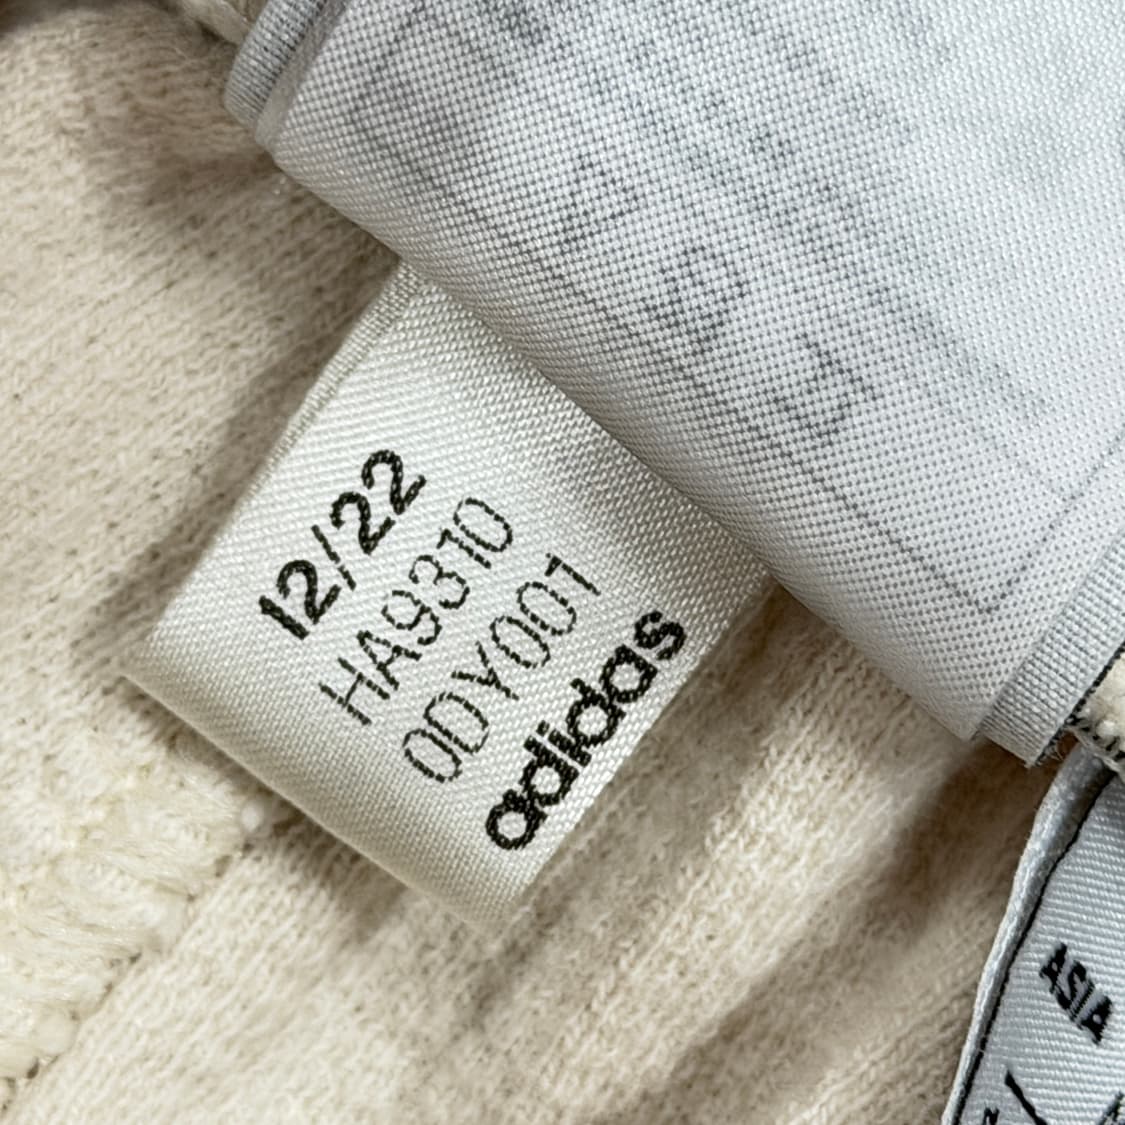 12/22
HA9310
0DY001
adidas
ASIA